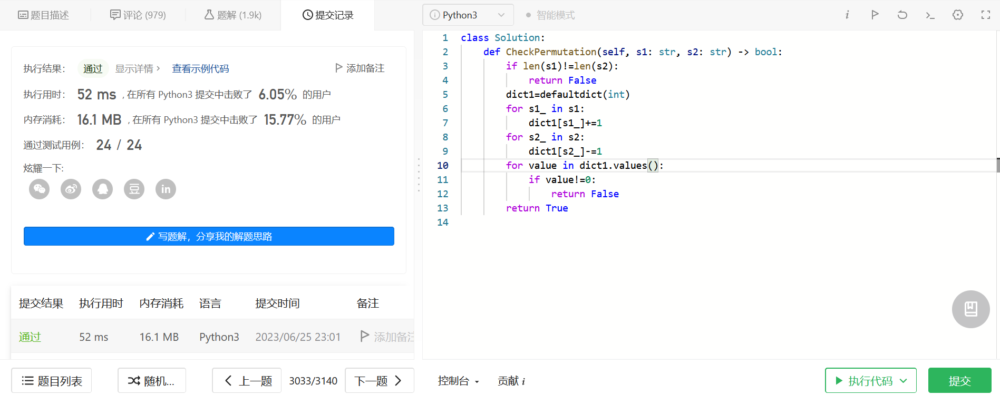 题目描述
评论 (979)
题解 (1.9k)
提交记录
执行结果：
通过
显示详情 ›
查看示例代码
添加备注
执行用时：
52 ms , 在所有 Python3 提交中击败了 6.05% 的用户
内存消耗：
16.1 MB , 在所有 Python3 提交中击败了 15.77% 的用户
通过测试用例：
24 / 24
炫耀一下:
豆
in
写题解，分享我的解题思路
提交结果 执行用时 内存消耗 语言 提交时间 备注
通过 52 ms 16.1 MB Python3 2023/06/25 23:01 添加备注
题目列表
随机...
上一题
3033/3140
下一题
Python3
智能模式
i
1 class Solution:
2 def CheckPermutation(self, s1: str, s2: str) -> bool:
3 if len(s1)!=len(s2):
4 return False
5 dict1=defaultdict(int)
6 for s1_ in s1:
7 dict1[s1_]+=1
8 for s2_ in s2:
9 dict1[s2_]-=1
10 for value in dict1.values():
11 if value!=0:
12 return False
13 return True
14
控制台
贡献 i
执行代码
提交